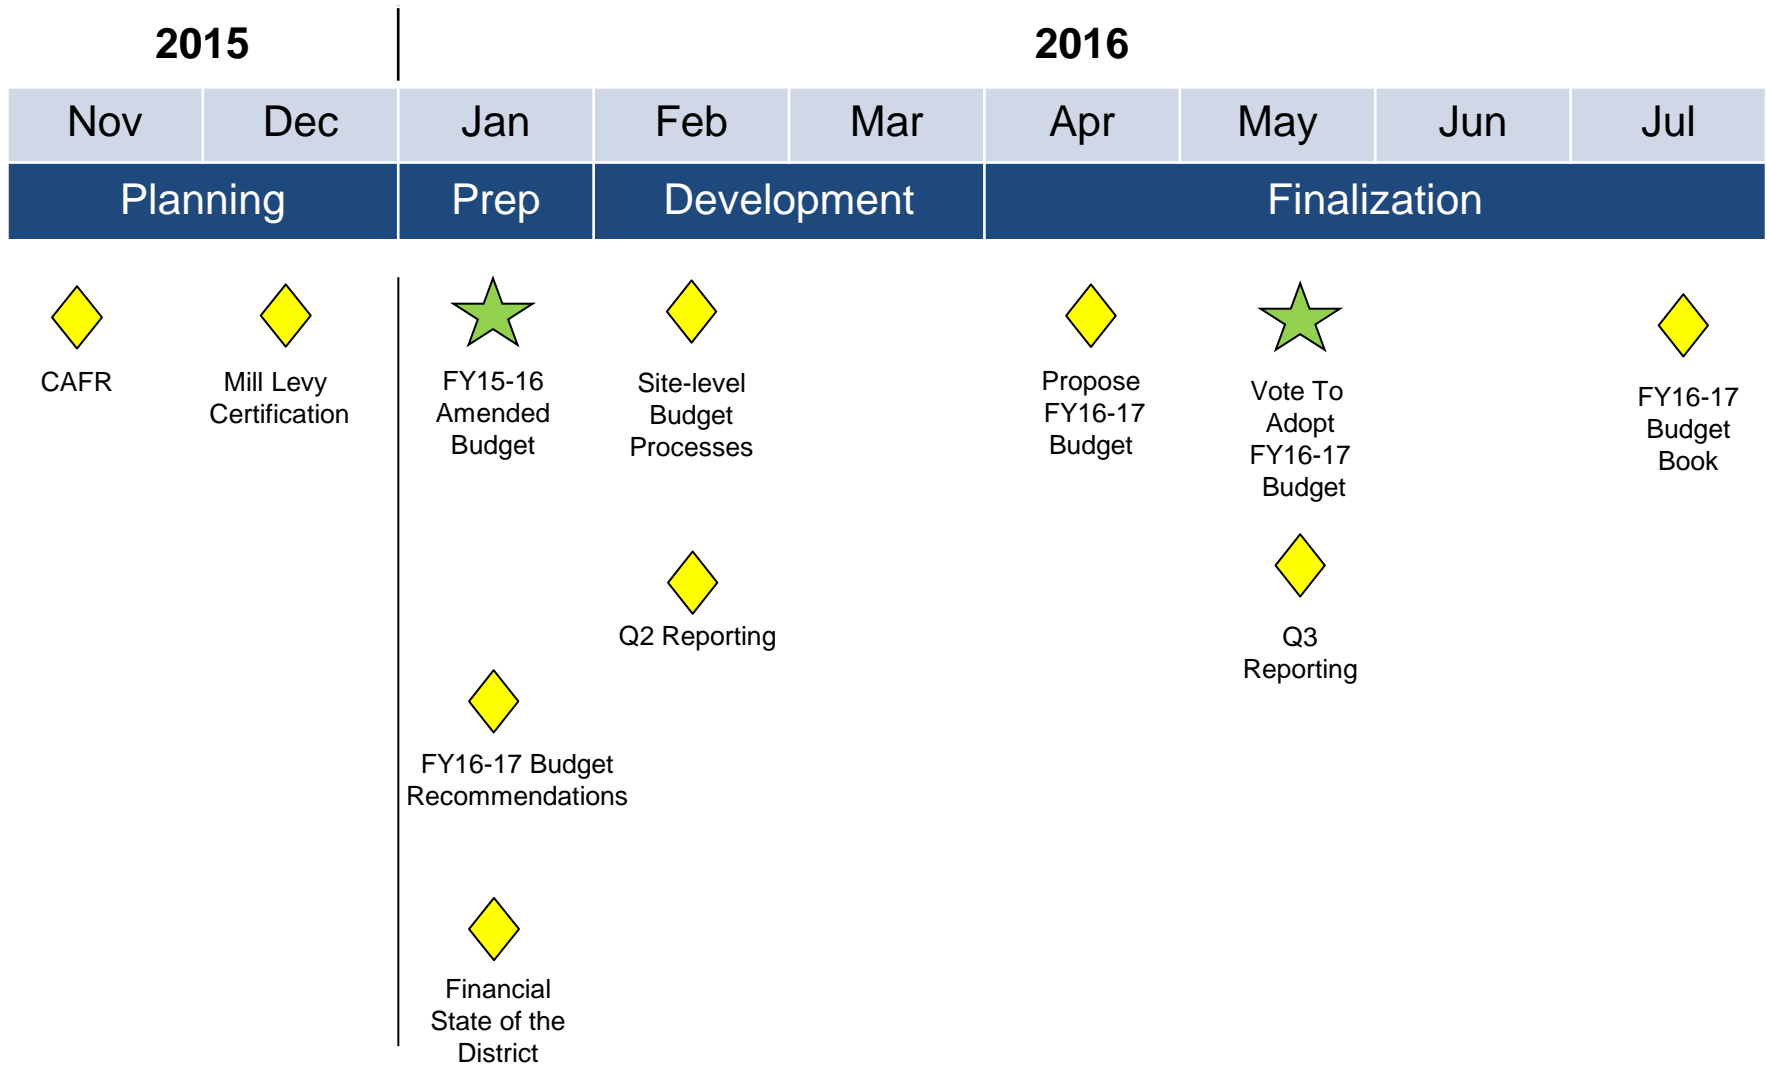 2015
2016
Nov
Dec
Jan
Feb
Mar
Apr
May
Jun
Jul
Planning
Prep
Development
Finalization
CAFR
Mill Levy
Certification
FY15-16
Amended
Budget
Site-level
Budget
Processes
Propose
FY16-17
Budget
Vote To
Adopt
FY16-17
Budget
FY16-17
Budget
Book
Q2 Reporting
Q3
Reporting
FY16-17 Budget
Recommendations
Financial
State of the
District